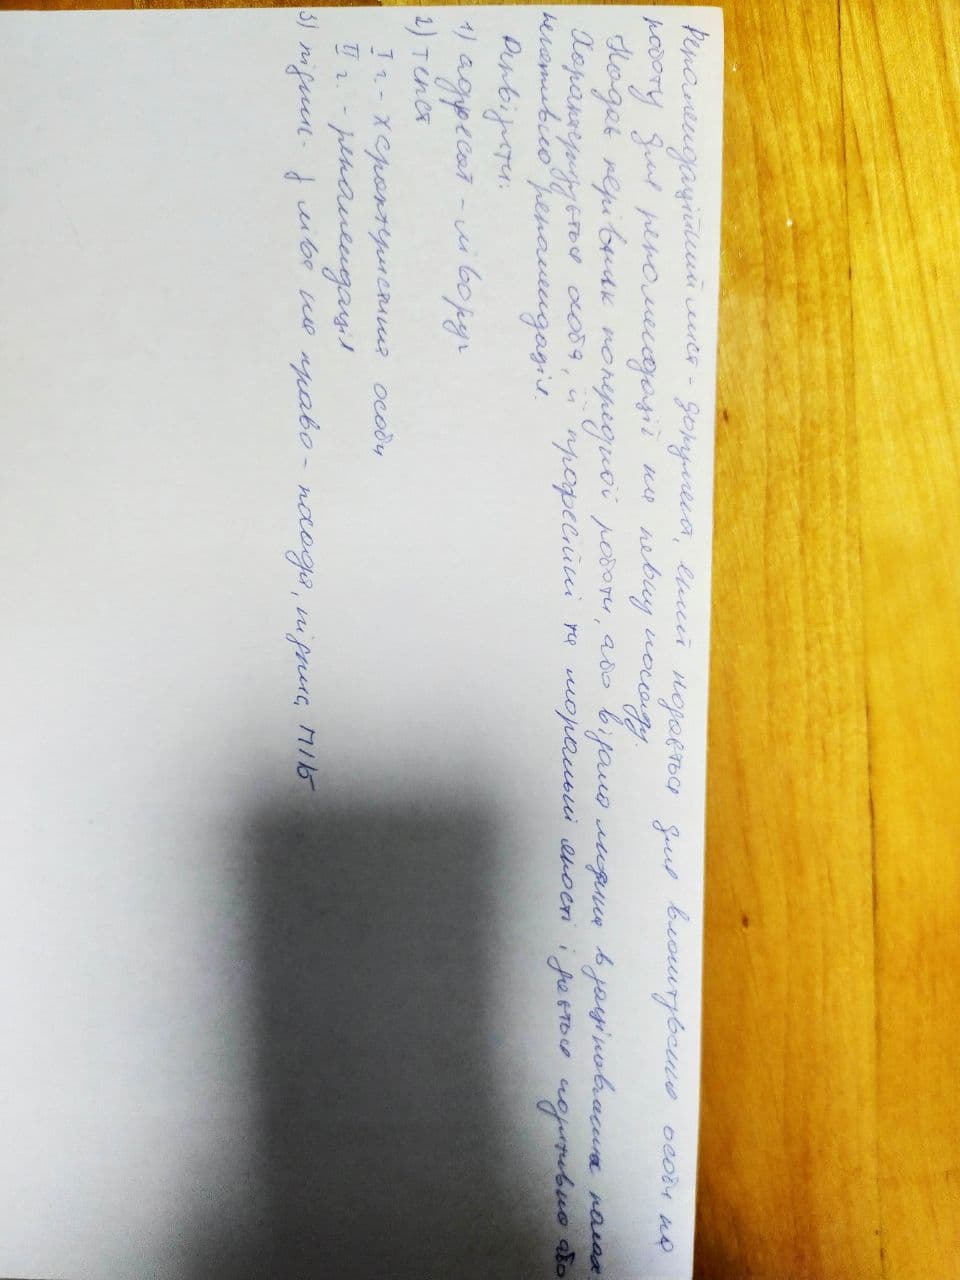 Рекомендаційний лист - документ, який подається для влаштування особи на
роботу для рекомендації на певну посаду.
Надає керівник попередньої роботи, або відома людина в зацікавлених колах.
Характеризується особа, її професійні та моральні якості і дається позитивна або
негативна рекомендація.
Реквізити:
1) адресат - ліворуч
2) текст
I ч. - характеристика особи
II ч. - рекомендація
3) підпис - з ліва на право - посада, підпис, ПІБ